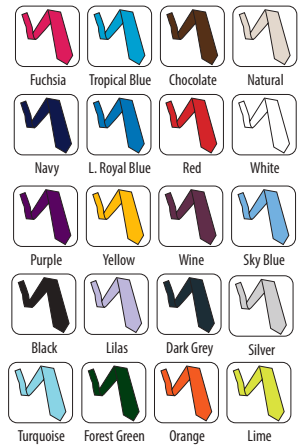 Fuchsia Tropical Blue Chocolate Natural
Navy L. Royal Blue Red White
Purple Yellow Wine Sky Blue
Black Lilas Dark Grey Silver
Turquoise Forest Green Orange Lime